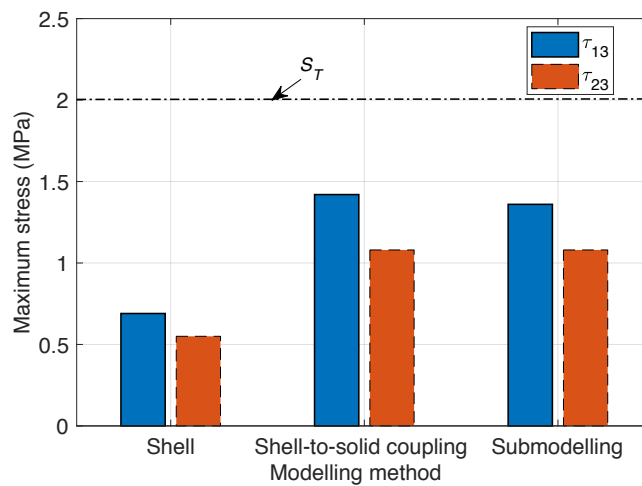 2.5
τ13
τ23
S_T
2
1.5
1
0.5
0
Maximum stress (MPa)
Shell
Shell-to-solid coupling
Submodelling
Modelling method